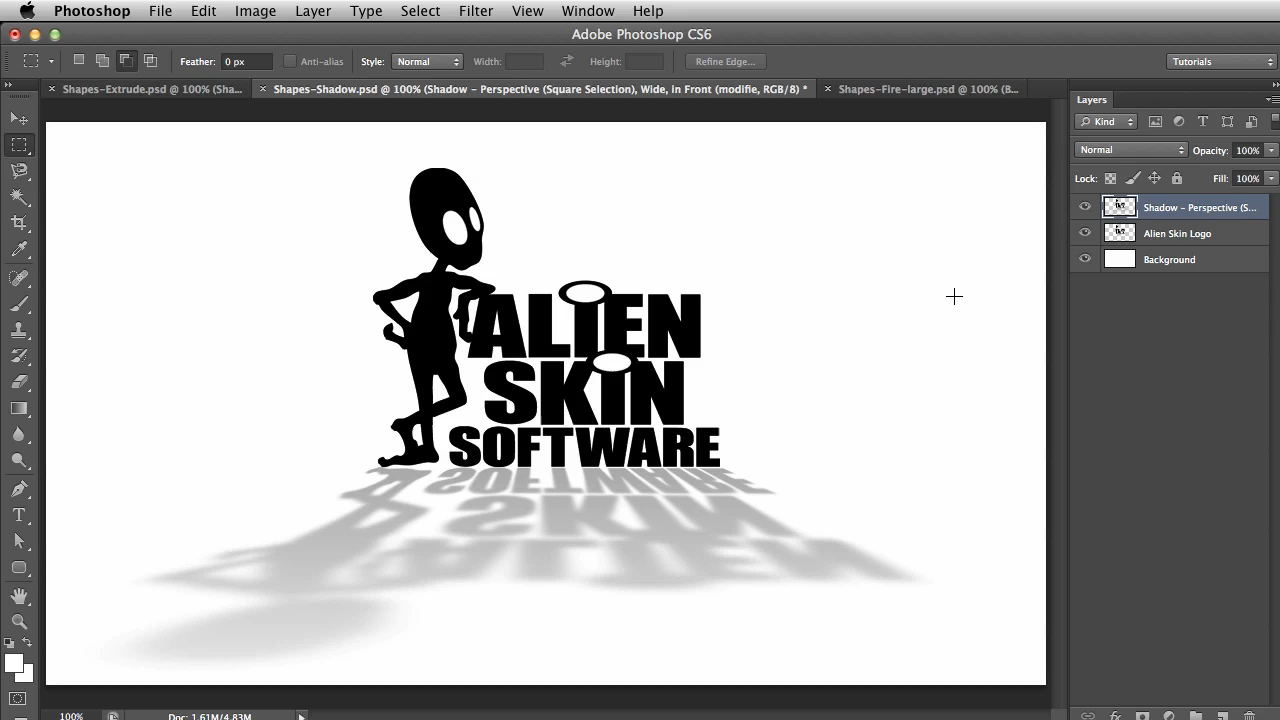 Photoshop File Edit Image Layer Type Select Filter View Window Help
Adobe Photoshop CS6
Feather: 0 px Anti-alias Style: Normal Width: Height: Refine Edge... Tutorials
Shapes-Extrude.psd @ 100% (Sha... Shapes-Shadow.psd @ 100% (Shadow - Perspective (Square Selection), Wide, in Front (modifie, RGB/8) * Shapes-Fire-large.psd @ 100% (B...
Layers
Kind
Normal Opacity: 100%
Lock: Fill: 100%
Shadow - Perspective (S...
Alien Skin Logo
Background
ALIEN
SKIN
SOFTWARE
SOFTWARE
SKIN
ALIEN
100% Doc: 1.61M/4.83M